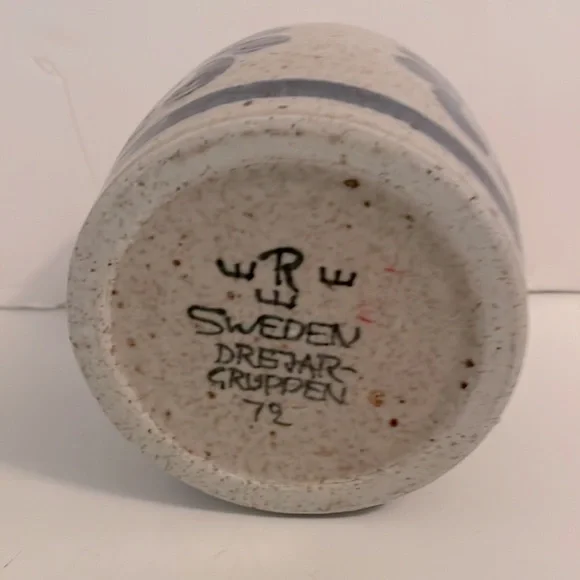 R
SWEDEN
DREJAR-
GRUPPEN
72